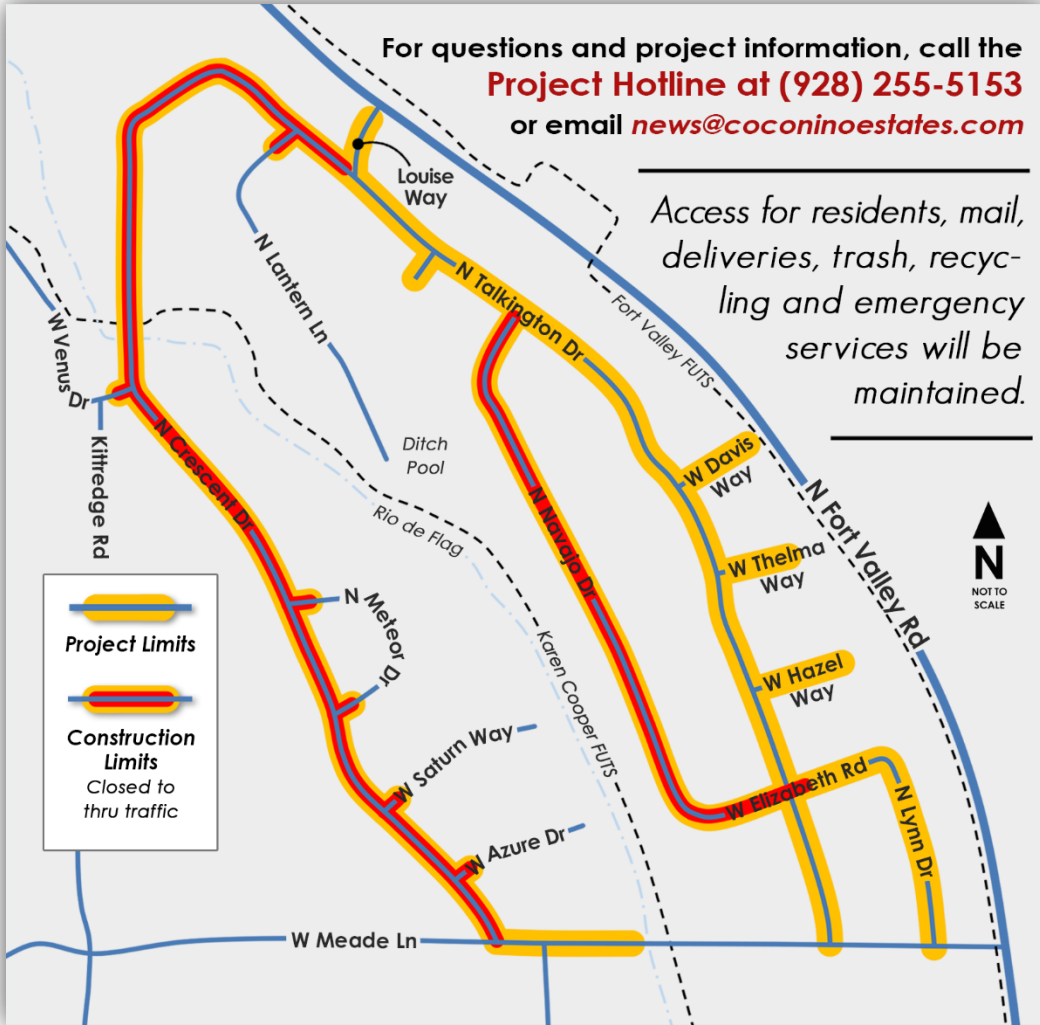 For questions and project information, call the
Project Hotline at (928) 255-5153
or email news@coconinoestates.com
Access for residents, mail,
deliveries, trash, recyc-
ling and emergency
services will be
maintained.
Louise
Way
N Lantern Ln
N Talkington Dr
Fort Valley FUTS
W Venus
Dr
Kittredge Rd
N Crescent Dr
Ditch
Pool
Rio de Flag
N Navajo Dr
W Davis
Way
N Fort Valley Rd
W Thelma
Way
N
NOT TO
SCALE
N Meteor Dr
Karen Cooper FUTS
W Hazel
Way
W Saturn Way
W Elizabeth Rd
N Lynn Dr
W Azure Dr
W Meade Ln
Project Limits
Construction
Limits
Closed to
thru traffic